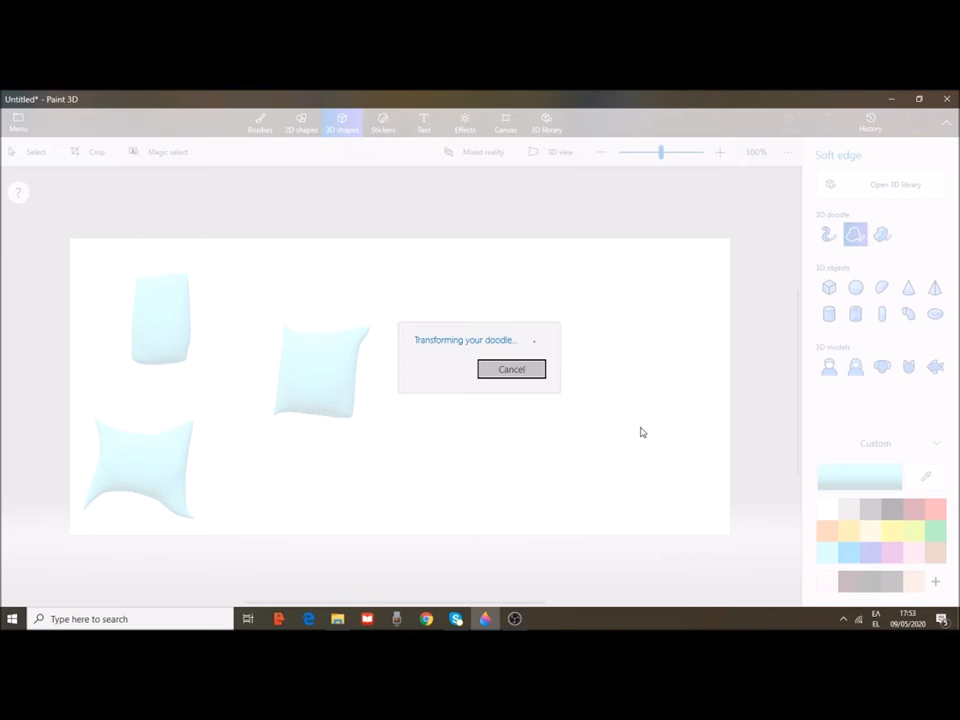 Untitled* - Paint 3D
Menu
Brushes
2D shapes
3D shapes
Stickers
Text
Effects
Canvas
3D library
History
Select
Crop
Magic select
Mixed reality
3D view
100%
Soft edge
Open 3D library
3D doodle
3D objects
3D models
Transforming your doodle...
Cancel
Custom
Type here to search
ΕΛ
EL
17:53
09/05/2020